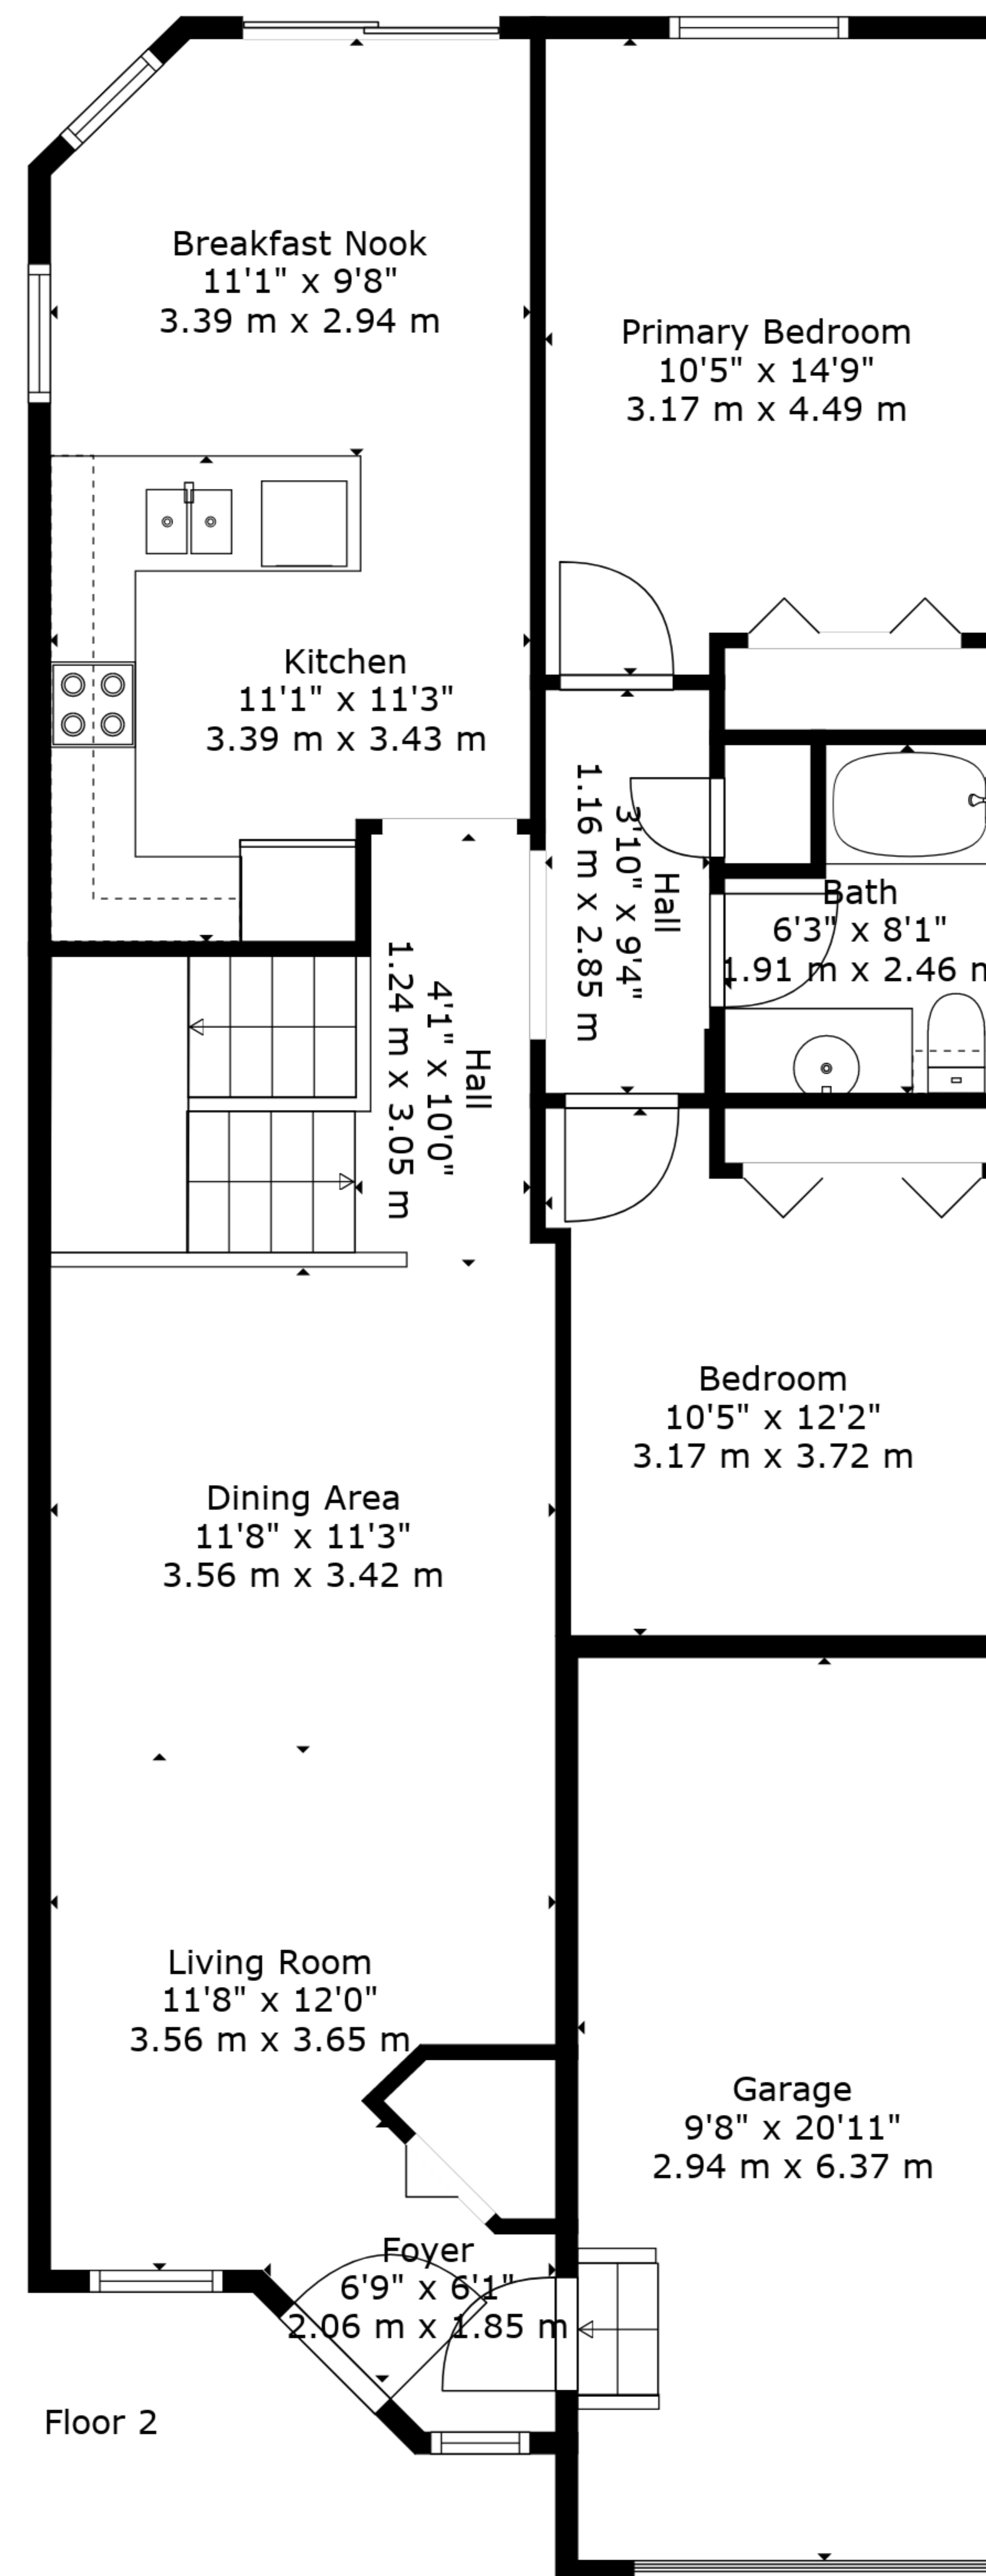 Breakfast Nook
11'1" x 9'8"
3.39 m x 2.94 m
Primary Bedroom
10'5" x 14'9"
3.17 m x 4.49 m
Kitchen
11'1" x 11'3"
3.39 m x 3.43 m
Hall
3'10" x 9'4"
1.16 m x 2.85 m
Bath
6'3" x 8'1"
1.91 m x 2.46 m
Hall
4'1" x 10'0"
1.24 m x 3.05 m
Bedroom
10'5" x 12'2"
3.17 m x 3.72 m
Dining Area
11'8" x 11'3"
3.56 m x 3.42 m
Living Room
11'8" x 12'0"
3.56 m x 3.65 m
Garage
9'8" x 20'11"
2.94 m x 6.37 m
Foyer
6'9" x 6'1"
2.06 m x 1.85 m
Floor 2